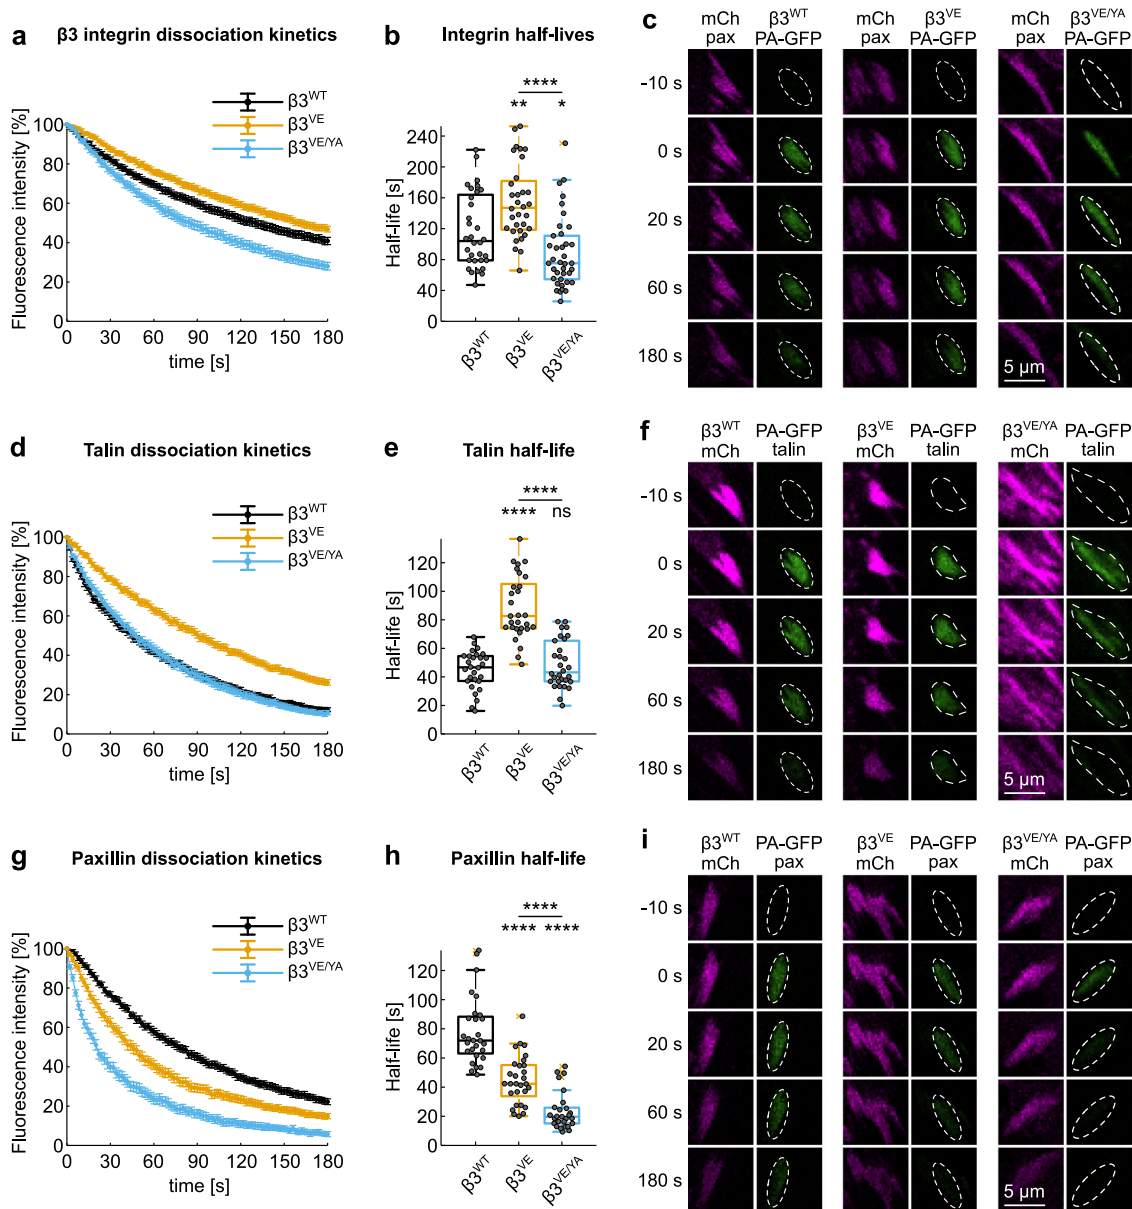 a β3 integrin dissociation kinetics
β3WT
β3VE
β3VE/YA
Fluorescence intensity [%]
100
80
60
40
20
0
0 30 60 90 120 150 180
time [s]
b Integrin half-lives
****
** *
Half-life [s]
240
200
160
120
80
40
0
β3WT β3VE β3VE/YA
c
mCh β3WT mCh β3VE mCh β3VE/YA
pax PA-GFP pax PA-GFP pax PA-GFP
-10 s
0 s
20 s
60 s
180 s
5 µm
d Talin dissociation kinetics
β3WT
β3VE
β3VE/YA
Fluorescence intensity [%]
100
80
60
40
20
0
0 30 60 90 120 150 180
time [s]
e Talin half-life
****
**** ns
Half-life [s]
120
100
80
60
40
20
0
β3WT β3VE β3VE/YA
f
β3WT PA-GFP β3VE PA-GFP β3VE/YA PA-GFP
mCh talin mCh talin mCh talin
-10 s
0 s
20 s
60 s
180 s
5 µm
g Paxillin dissociation kinetics
β3WT
β3VE
β3VE/YA
Fluorescence intensity [%]
100
80
60
40
20
0
0 30 60 90 120 150 180
time [s]
h Paxillin half-life
****
**** ****
Half-life [s]
120
100
80
60
40
20
0
β3WT β3VE β3VE/YA
i
β3WT PA-GFP β3VE PA-GFP β3VE/YA PA-GFP
mCh pax mCh pax mCh pax
-10 s
0 s
20 s
60 s
180 s
5 µm